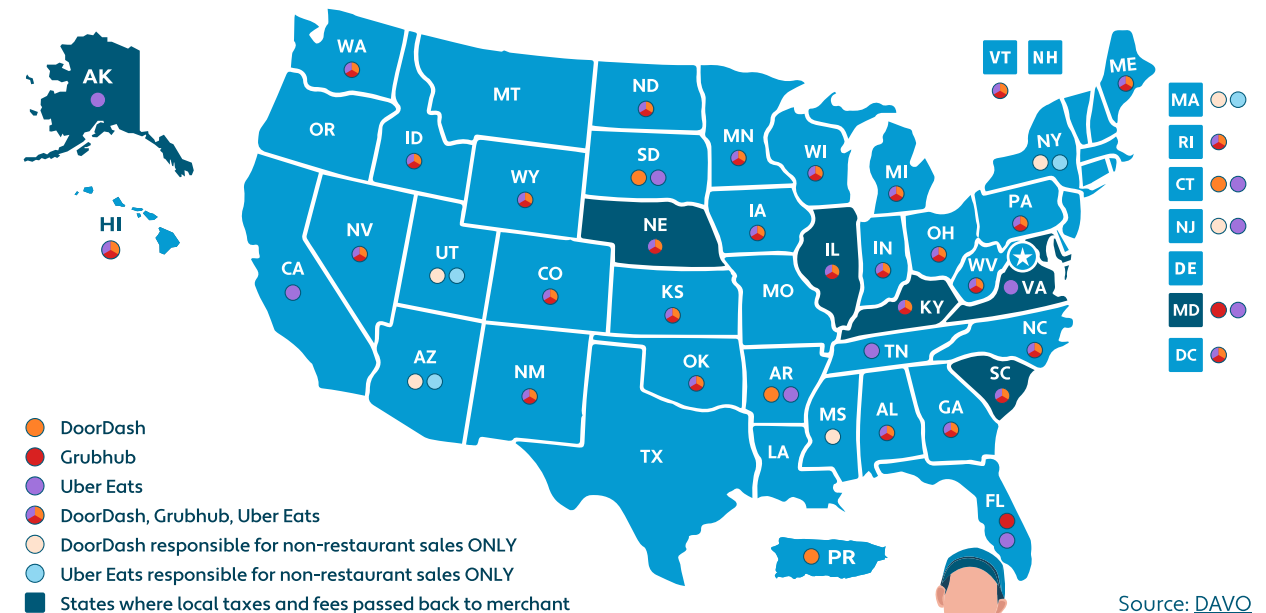 WA
AK
MT
ND
VT
NH
ME
OR
ID
MN
MA
SD
WI
NY
RI
WY
MI
CT
NE
IA
PA
HI
NV
UT
IL
IN
OH
NJ
CA
CO
KS
MO
WV
VA
DE
KY
MD
NC
AZ
NM
OK
AR
TN
SC
DC
MS
AL
GA
TX
LA
FL
PR
DoorDash
Grubhub
Uber Eats
DoorDash, Grubhub, Uber Eats
DoorDash responsible for non-restaurant sales ONLY
Uber Eats responsible for non-restaurant sales ONLY
States where local taxes and fees passed back to merchant
Source: DAVO